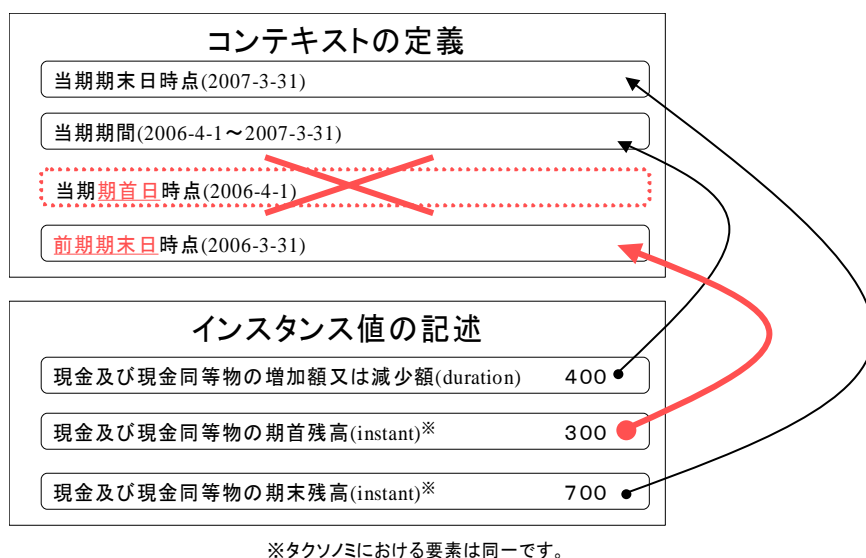 コンテキストの定義
当期期末日時点(2007-3-31)
当期期間(2006-4-1～2007-3-31)
当期期首日時点(2006-4-1)
前期期末日時点(2006-3-31)
インスタンス値の記述
現金及び現金同等物の増加額又は減少額(duration) 400
現金及び現金同等物の期首残高(instant)※ 300
現金及び現金同等物の期末残高(instant)※ 700
※タクソノミにおける要素は同一です。